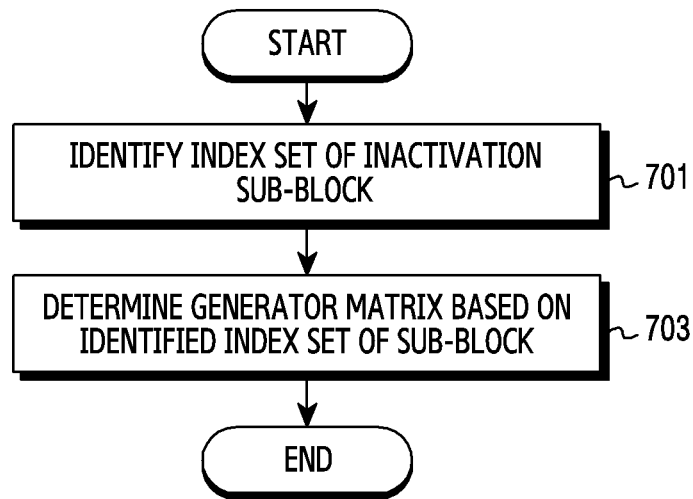 START
IDENTIFY INDEX SET OF INACTIVATION
SUB-BLOCK
701
DETERMINE GENERATOR MATRIX BASED ON
IDENTIFIED INDEX SET OF SUB-BLOCK
703
END